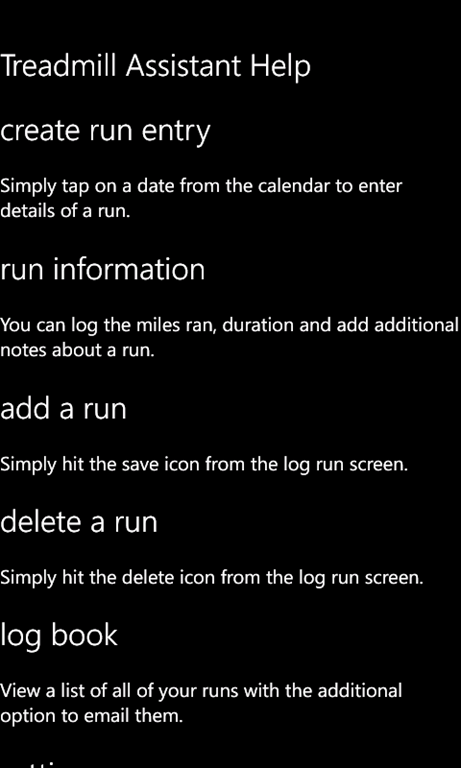 Treadmill Assistant Help
create run entry
Simply tap on a date from the calendar to enter
details of a run.
run information
You can log the miles ran, duration and add additional
notes about a run.
add a run
Simply hit the save icon from the log run screen.
delete a run
Simply hit the delete icon from the log run screen.
log book
View a list of all of your runs with the additional
option to email them.